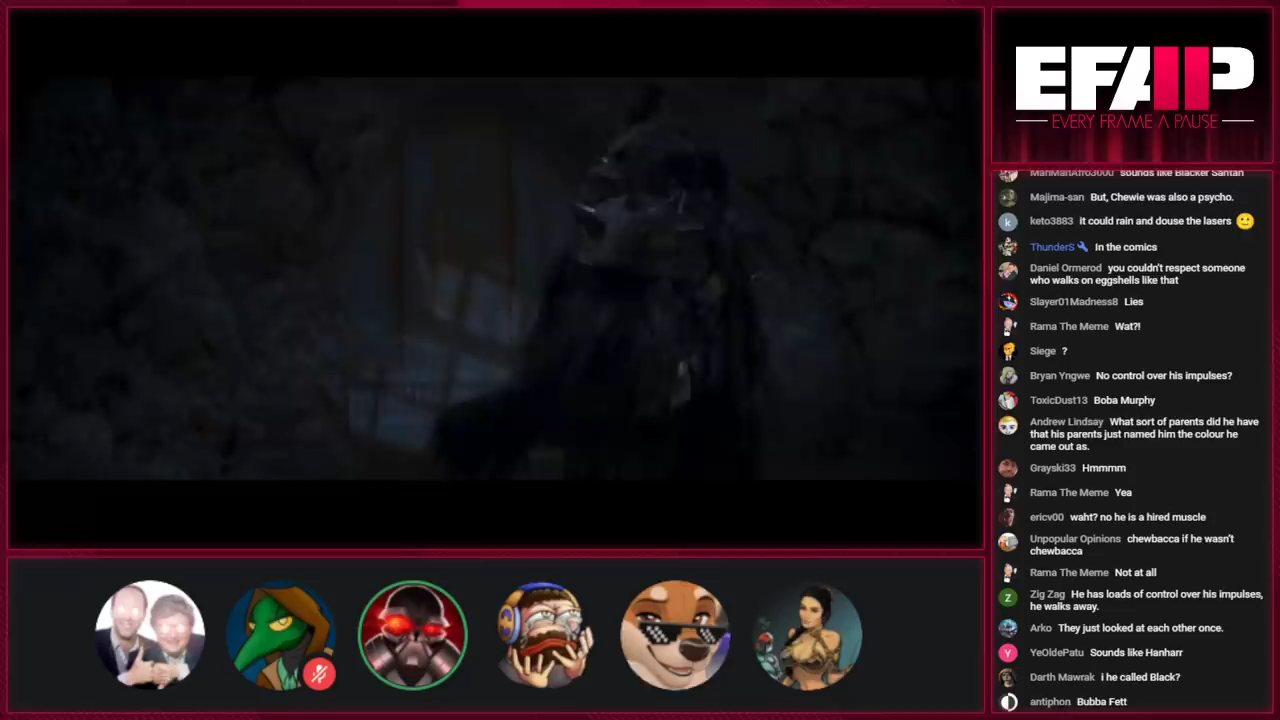 EFAP
EVERY FRAME A PAUSE
ManManAfro3000 sounds like Blacker Santan
Majima-san But, Chewie was also a psycho.
keto3883 it could rain and douse the lasers
ThunderS In the comics
Daniel Ormerod you couldn't respect someone
who walks on eggshells like that
Slayer01Madness8 Lies
Rama The Meme Wat?!
Siege ?
Bryan Yngwe No control over his impulses?
ToxicDust13 Boba Murphy
Andrew Lindsay What sort of parents did he have
that his parents just named him the colour he
came out as.
Grayski33 Hmmmm
Rama The Meme Yea
ericv00 waht? no he is a hired muscle
Unpopular Opinions chewbacca if he wasn't
chewbacca
Rama The Meme Not at all
Z Zig Zag He has loads of control over his impulses,
he walks away.
Arko They just looked at each other once.
Y YeOldePatu Sounds like Hanharr
Darth Mawrak i he called Black?
antiphon Bubba Fett